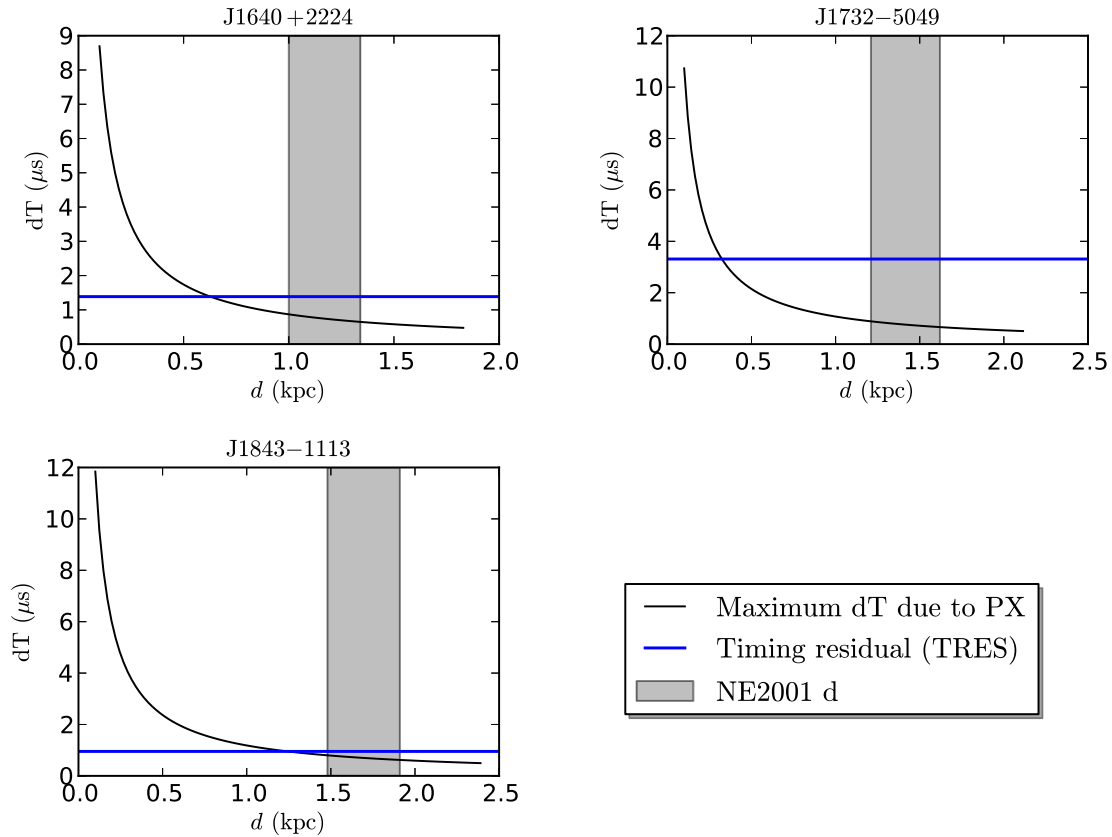 J1640+2224
9
8
7
6
5
4
3
2
1
0
dT (μs)
0.0 0.5 1.0 1.5 2.0
d (kpc)
J1732−5049
12
10
8
6
4
2
0
dT (μs)
0.0 0.5 1.0 1.5 2.0 2.5
d (kpc)
J1843−1113
12
10
8
6
4
2
0
dT (μs)
0.0 0.5 1.0 1.5 2.0 2.5
d (kpc)
Maximum dT due to PX
Timing residual (TRES)
NE2001 d